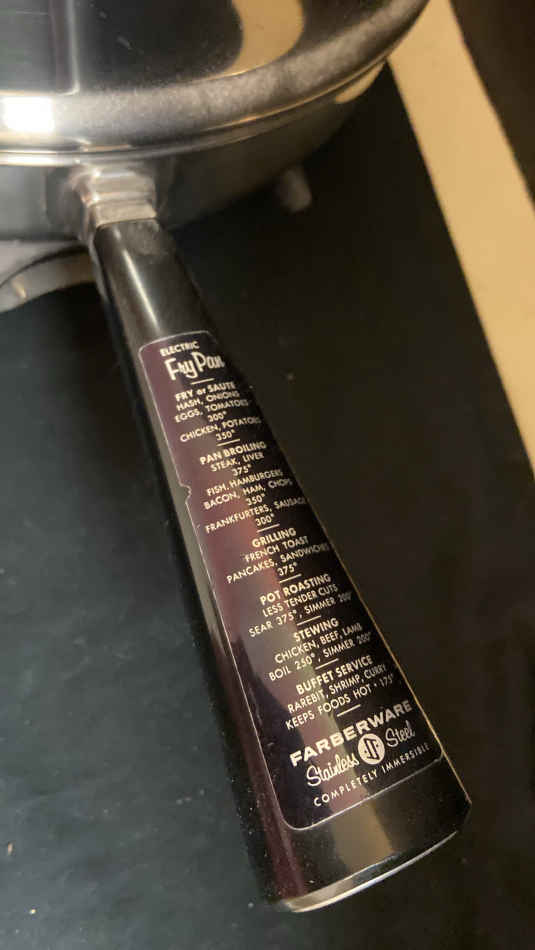 ELECTRIC
Fry Pan
FRY or SAUTE
HASH, ONIONS
EGGS, TOMATOES
300°
CHICKEN, POTATOES
350°
PAN BROILING
STEAK, LIVER
375°
FISH, HAMBURGERS
BACON, HAM, CHOPS
350°
FRANKFURTERS, SAUSAGE
300°
GRILLING
FRENCH TOAST
PANCAKES, SANDWICHES
375°
POT ROASTING
LESS TENDER CUTS
SEAR 375°, SIMMER 200°
STEWING
CHICKEN, BEEF, LAMB
BOIL 250°, SIMMER 200°
BUFFET SERVICE
RAREBIT, SHRIMP, CURRY
KEEPS FOODS HOT • 175°
FARBERWARE
Stainless Steel
COMPLETELY IMMERSIBLE